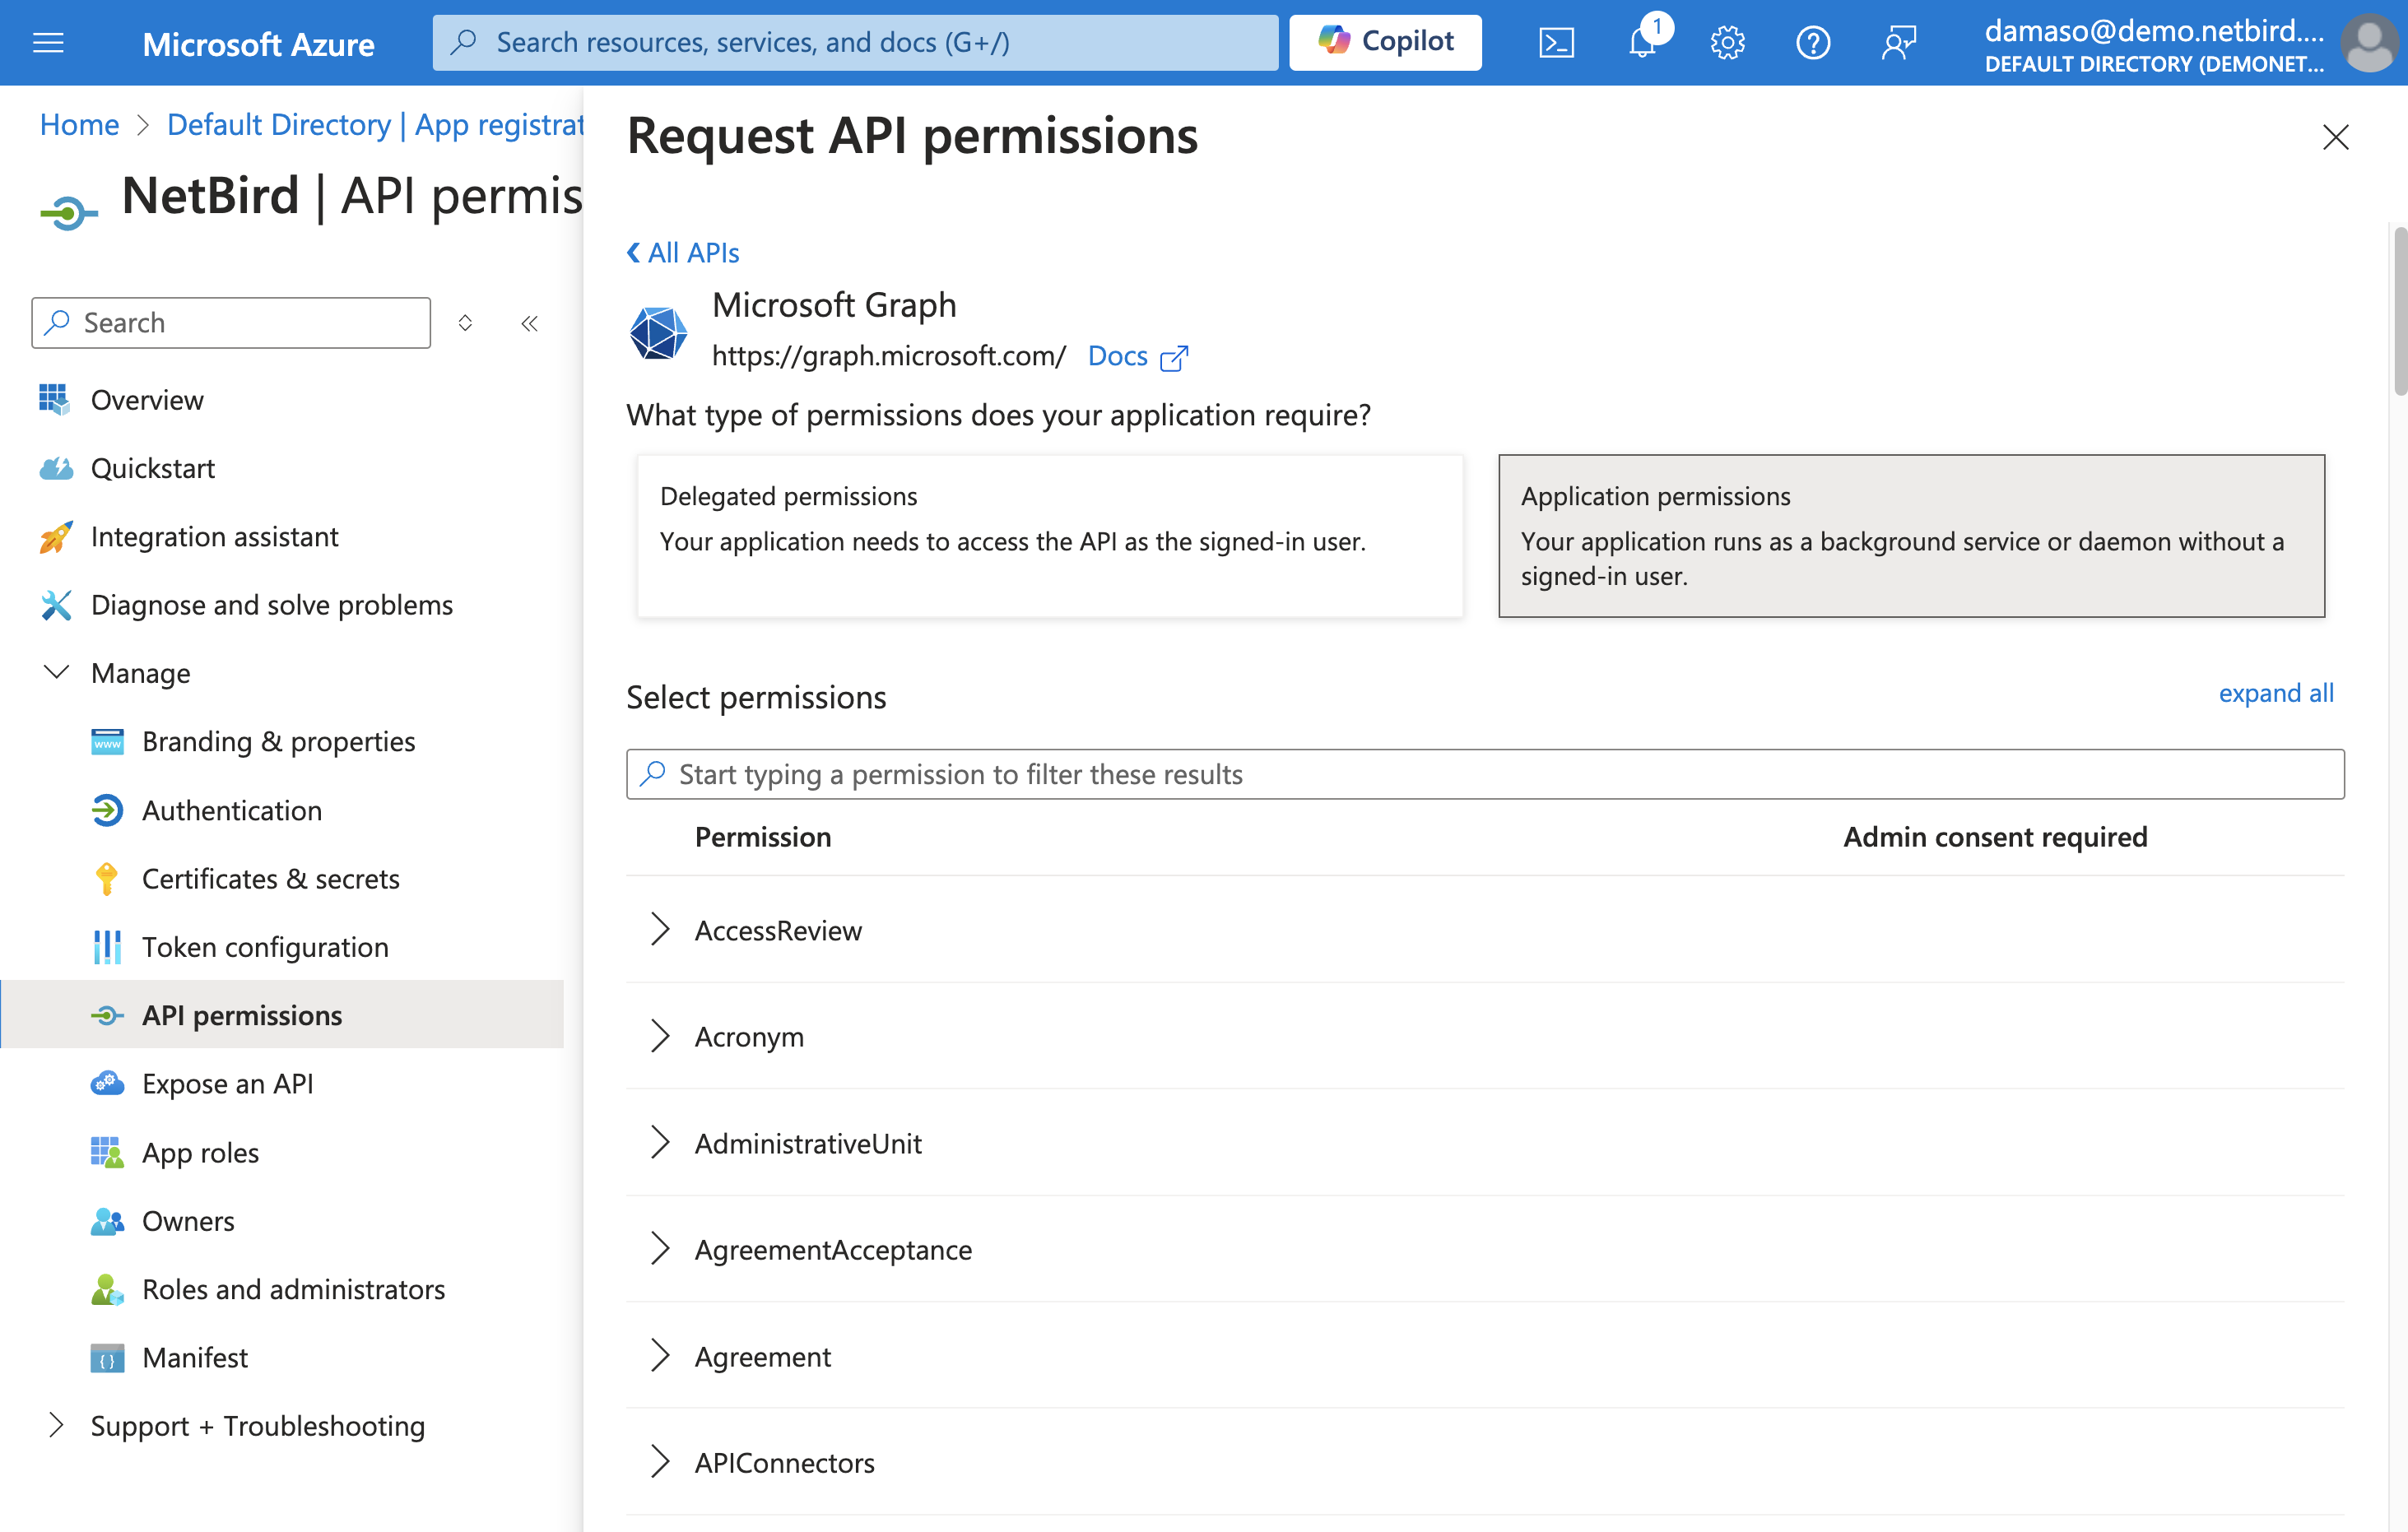 Microsoft Azure
Search resources, services, and docs (G+/)
Copilot
1
damaso@demo.netbird....
DEFAULT DIRECTORY (DEMONET...
Home > Default Directory | App registrat
NetBird | API permis
Search
Overview
Quickstart
Integration assistant
Diagnose and solve problems
Manage
Branding & properties
Authentication
Certificates & secrets
Token configuration
API permissions
Expose an API
App roles
Owners
Roles and administrators
Manifest
Support + Troubleshooting
Request API permissions
All APIs
Microsoft Graph
https://graph.microsoft.com/ Docs
What type of permissions does your application require?
Delegated permissions
Your application needs to access the API as the signed-in user.
Application permissions
Your application runs as a background service or daemon without a
signed-in user.
Select permissions
expand all
Start typing a permission to filter these results
Permission
Admin consent required
AccessReview
Acronym
AdministrativeUnit
AgreementAcceptance
Agreement
APIConnectors